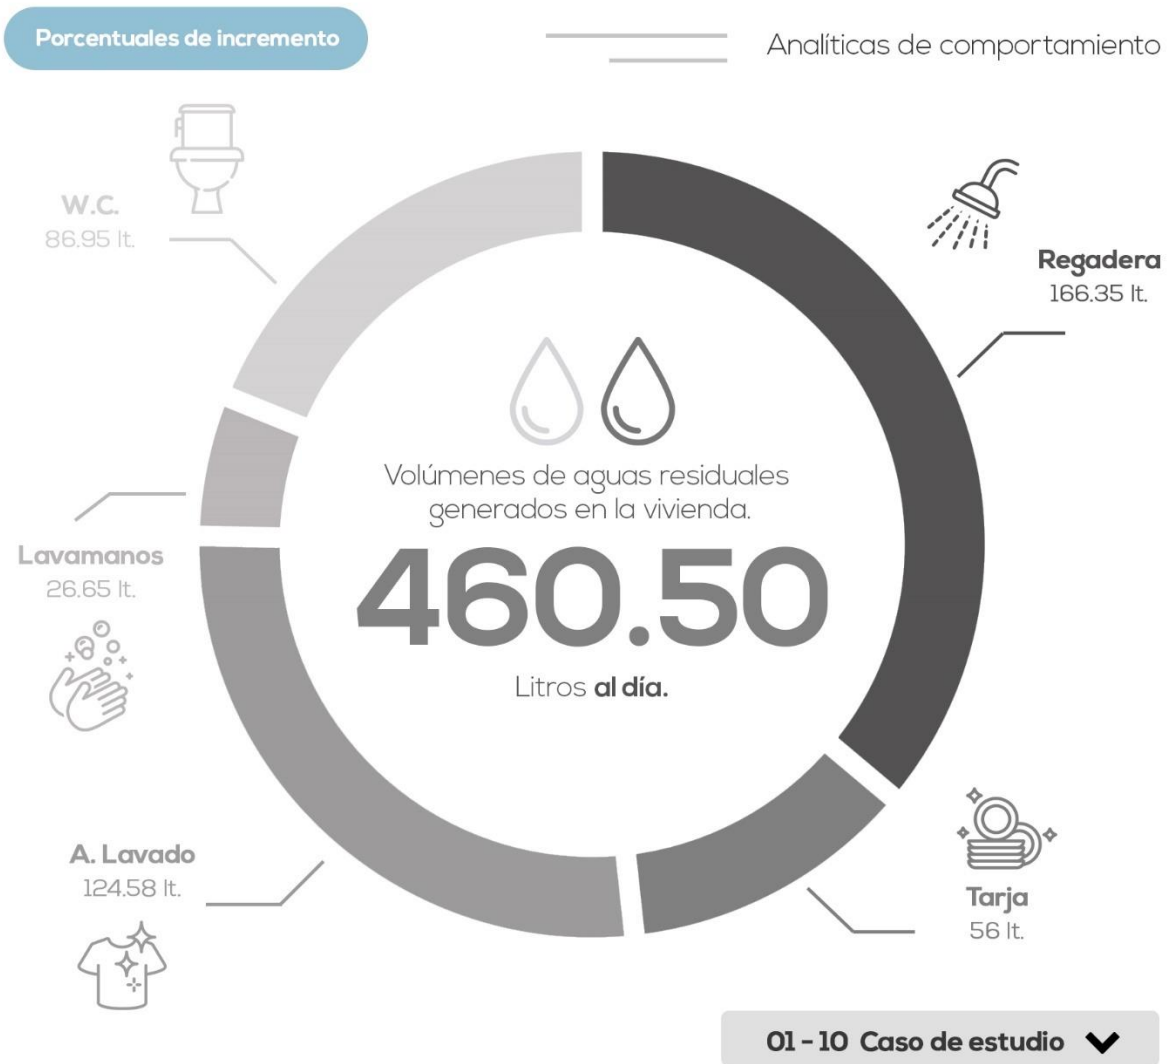 Porcentuales de incremento
Analíticas de comportamiento
W.C.
86.95 lt.
Regadera
166.35 lt.
Volúmenes de aguas residuales
generados en la vivienda.
460.50
Litros al día.
Lavamanos
26.65 lt.
A. Lavado
124.58 lt.
Tarja
56 lt.
01 - 10 Caso de estudio